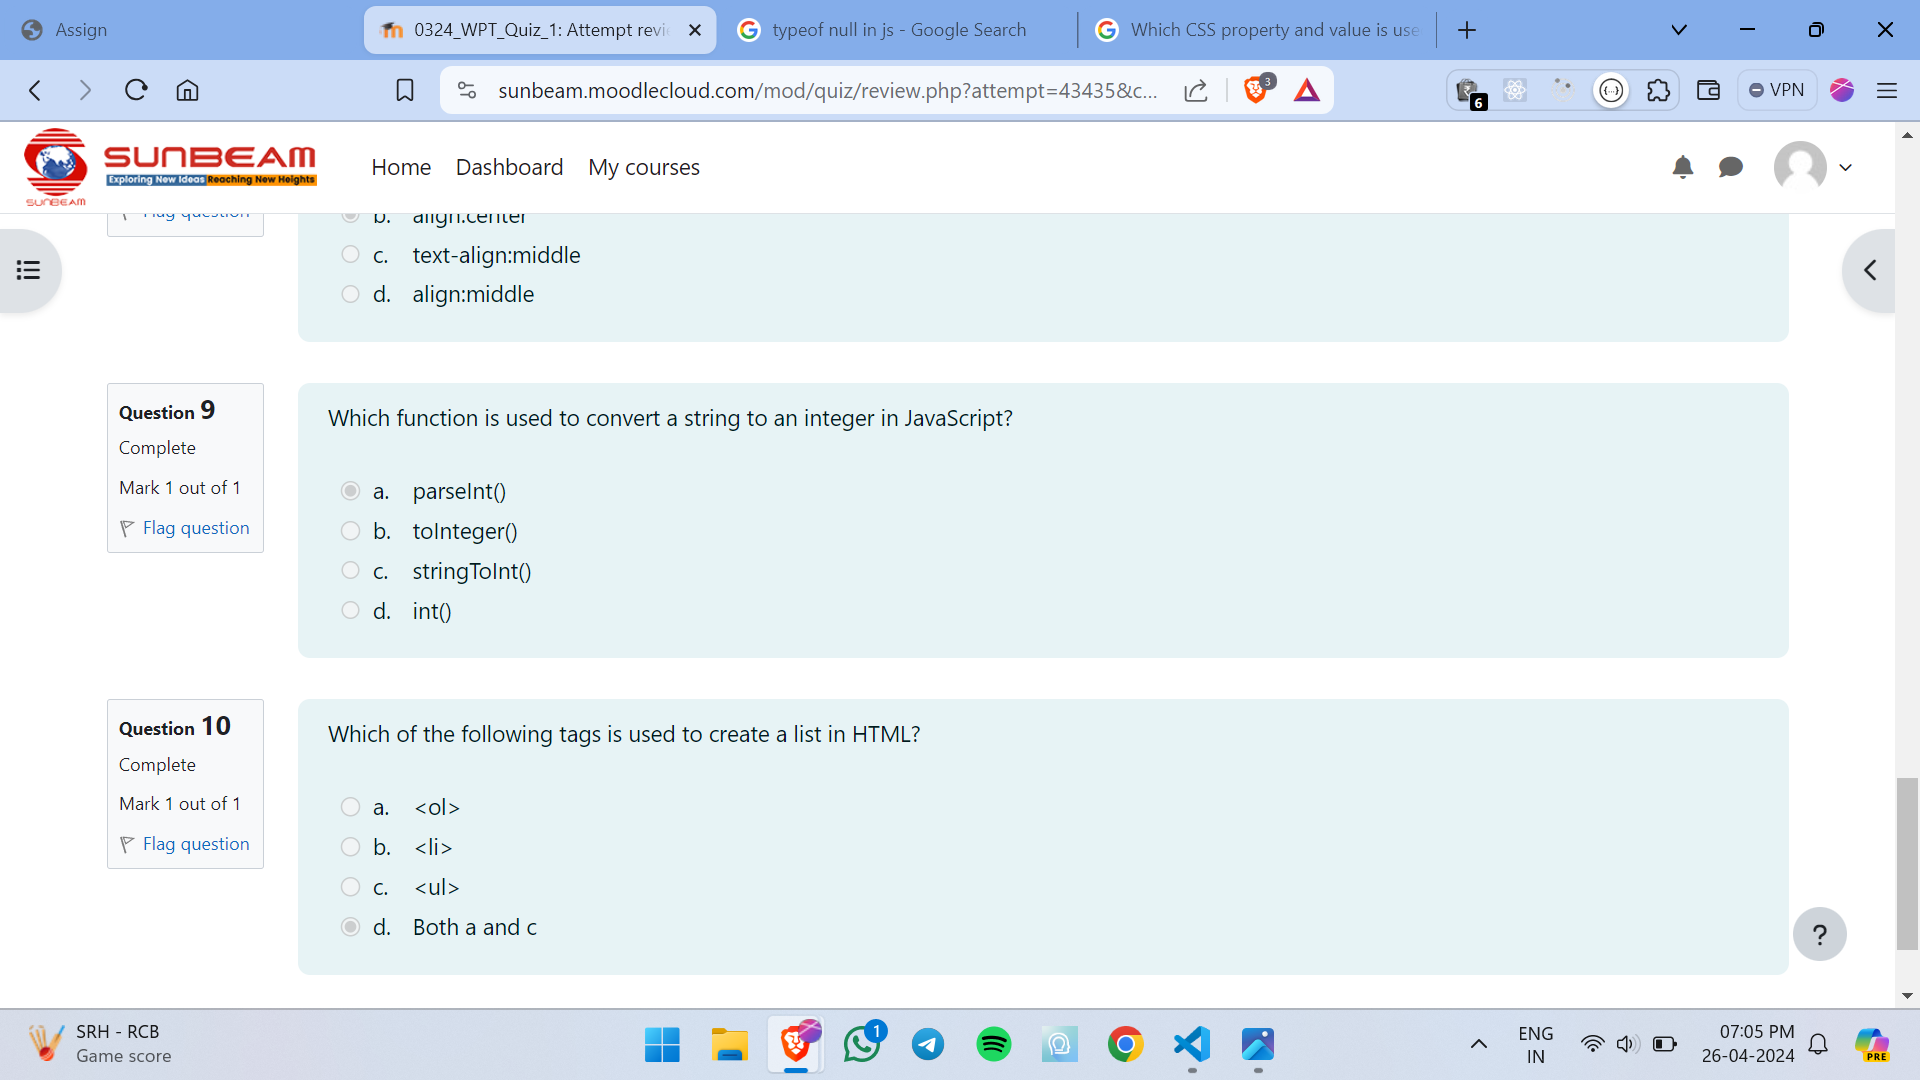 Assign
0324_WPT_Quiz_1: Attempt revi
typeof null in js - Google Search
Which CSS property and value is use
sunbeam.moodlecloud.com/mod/quiz/review.php?attempt=43435&c...
3
6
VPN
SUNBEAM
Exploring New Ideas Reaching New Heights
SUNBEAM
Home
Dashboard
My courses
Flag question
b. align:center
c. text-align:middle
d. align:middle
Question 9
Complete
Mark 1 out of 1
Flag question
Which function is used to convert a string to an integer in JavaScript?
a. parseInt()
b. toInteger()
c. stringToInt()
d. int()
Question 10
Complete
Mark 1 out of 1
Flag question
Which of the following tags is used to create a list in HTML?
a. <ol>
b. <li>
c. <ul>
d. Both a and c
?
SRH - RCB
Game score
1
ENG
IN
07:05 PM
26-04-2024
PRE